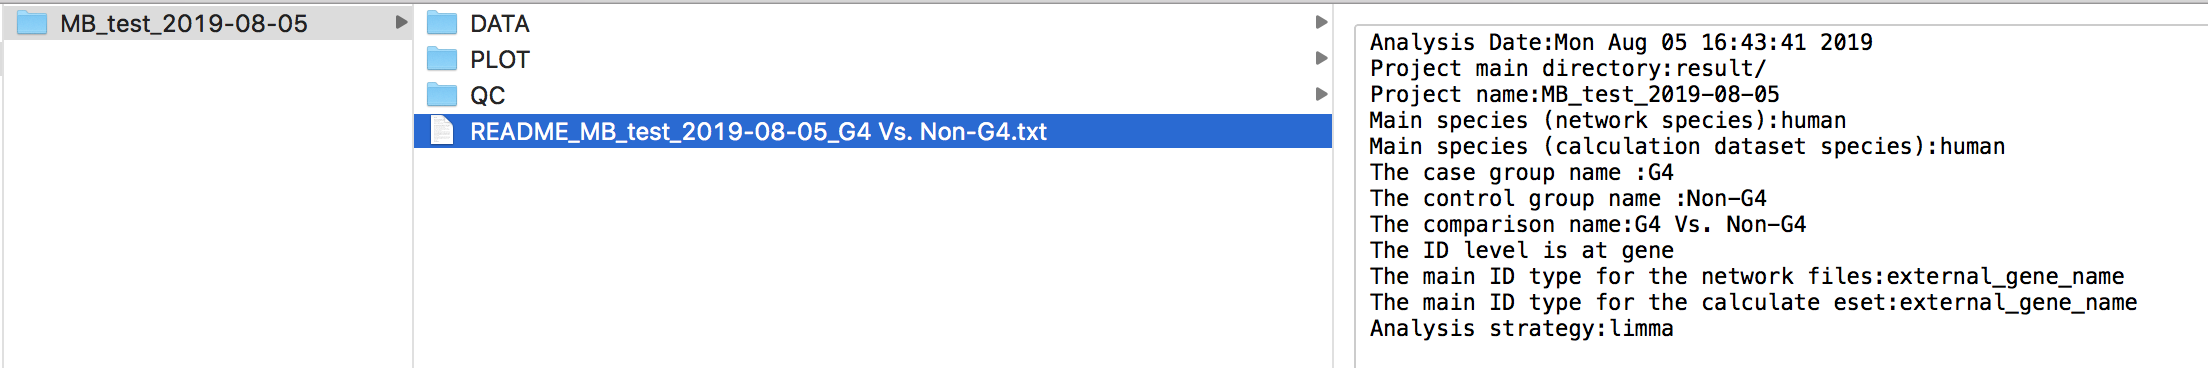 MB_test_2019-08-05
DATA
PLOT
QC
README_MB_test_2019-08-05_G4 Vs. Non-G4.txt
Analysis Date:Mon Aug 05 16:43:41 2019
Project main directory:result/
Project name:MB_test_2019-08-05
Main species (network species):human
Main species (calculation dataset species):human
The case group name :G4
The control group name :Non-G4
The comparison name:G4 Vs. Non-G4
The ID level is at gene
The main ID type for the network files:external_gene_name
The main ID type for the calculate eset:external_gene_name
Analysis strategy:limma